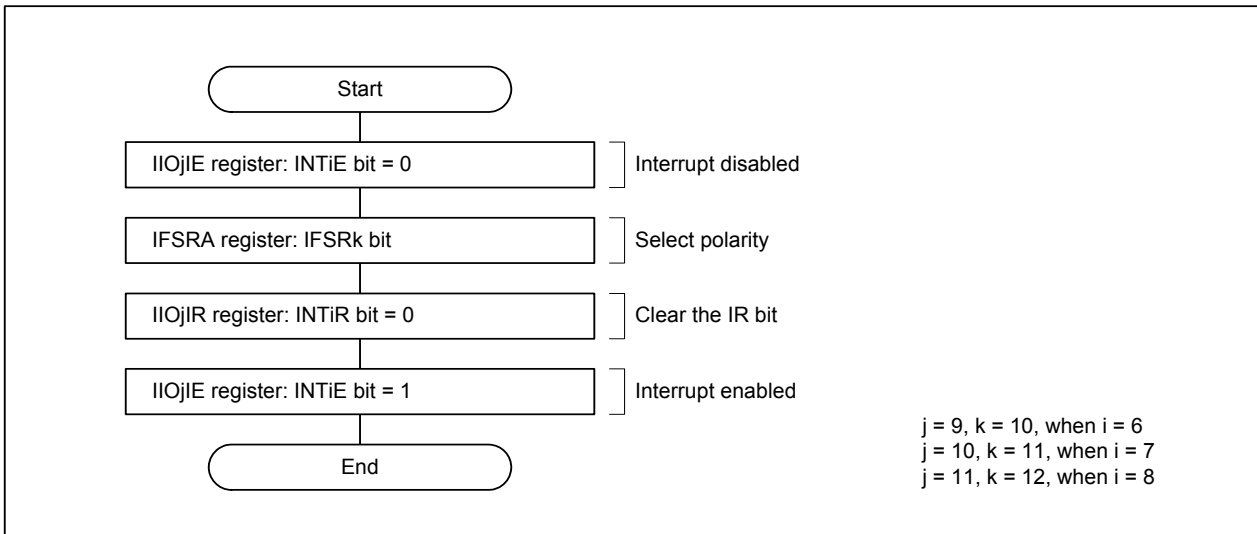 Start
IIOjIE register: INTiE bit = 0
Interrupt disabled
IFSRA register: IFSRk bit
Select polarity
IIOjIR register: INTiR bit = 0
Clear the IR bit
IIOjIE register: INTiE bit = 1
Interrupt enabled
End
j = 9, k = 10, when i = 6
j = 10, k = 11, when i = 7
j = 11, k = 12, when i = 8